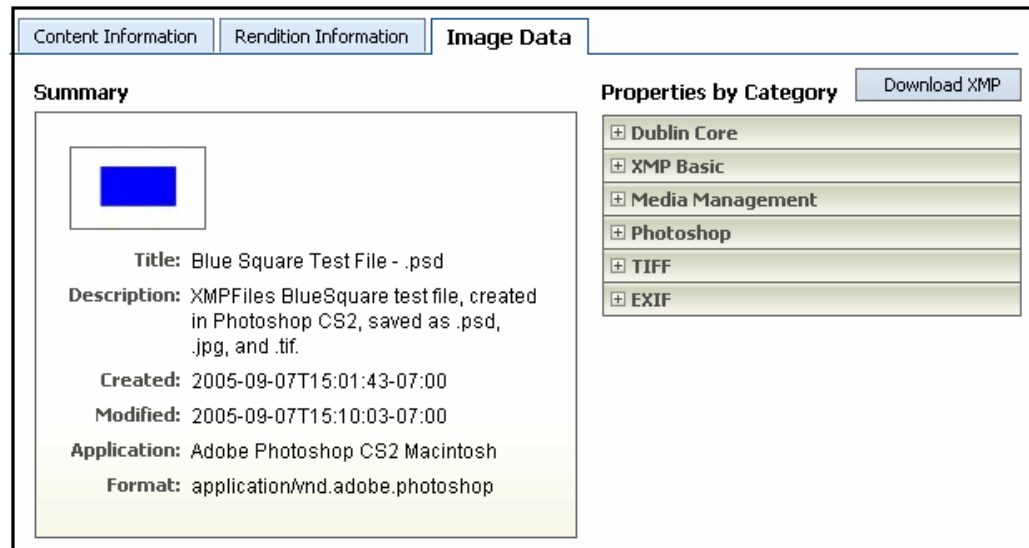 Content Information
Rendition Information
Image Data
Summary
Title: Blue Square Test File - .psd
Description: XMPFiles BlueSquare test file, created
in Photoshop CS2, saved as .psd,
.jpg, and .tif.
Created: 2005-09-07T15:01:43-07:00
Modified: 2005-09-07T15:10:03-07:00
Application: Adobe Photoshop CS2 Macintosh
Format: application/vnd.adobe.photoshop
Properties by Category
Download XMP
Dublin Core
XMP Basic
Media Management
Photoshop
TIFF
EXIF